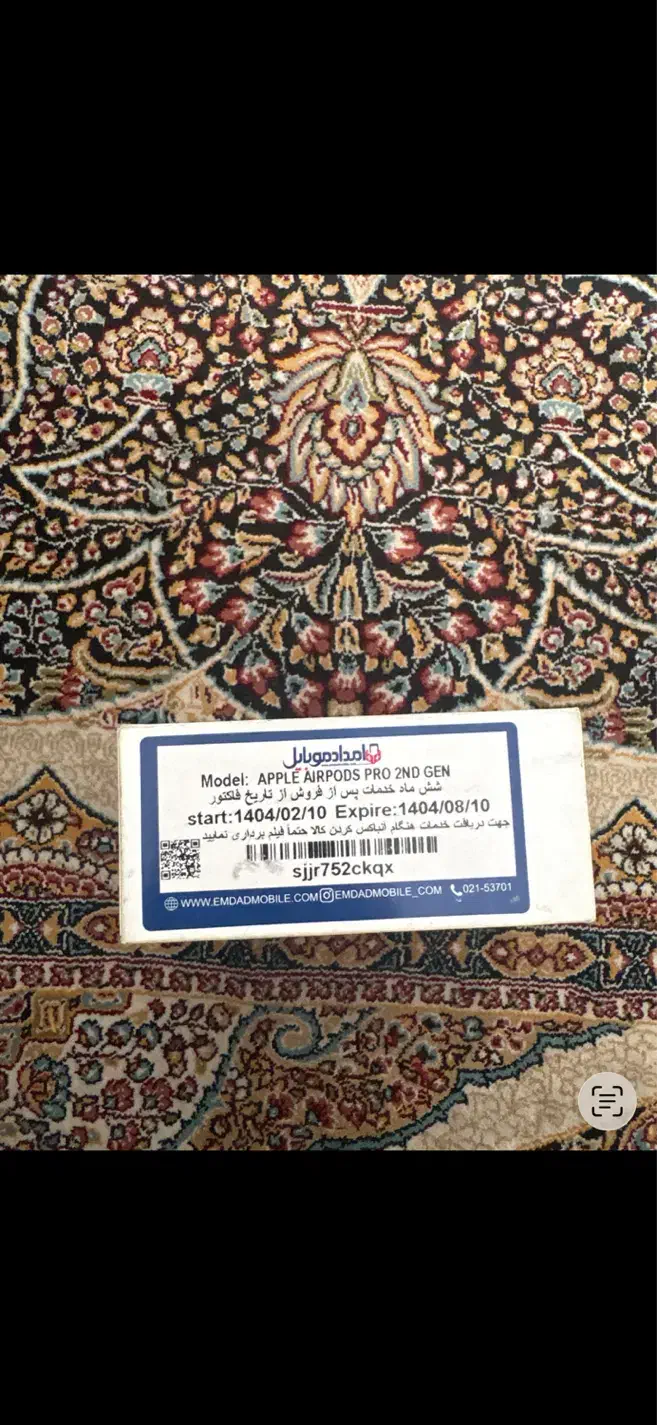 امدادموبایل
Model: APPLE AIRPODS PRO 2ND GEN
شش ماه خدمات پس از فروش از تاریخ فاکتور
start:1404/02/10 Expire:1404/08/10
جهت دریافت خدمات هنگام آنباکس کردن کالا حتماً فیلم برداری نمایید
sjjr752ckqx
WWW.EMDADMOBILE.COM EMDADMOBILE_COM 021-53701